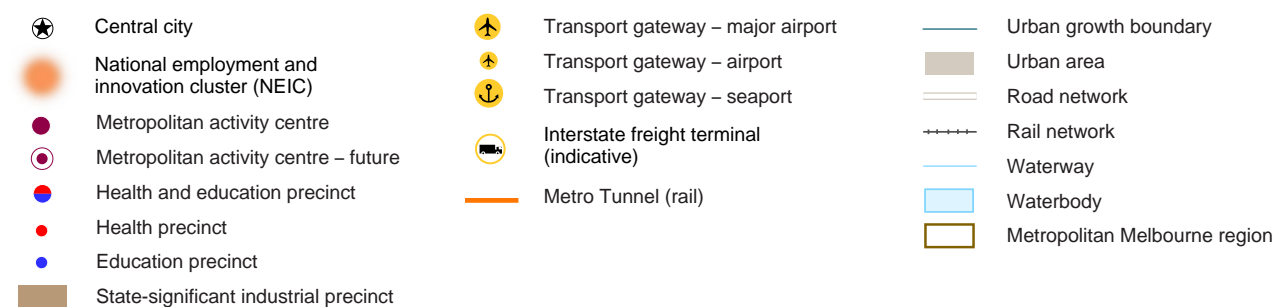 Central city
National employment and
innovation cluster (NEIC)
Metropolitan activity centre
Metropolitan activity centre – future
Health and education precinct
Health precinct
Education precinct
State-significant industrial precinct
Transport gateway – major airport
Transport gateway – airport
Transport gateway – seaport
Interstate freight terminal
(indicative)
Metro Tunnel (rail)
Urban growth boundary
Urban area
Road network
Rail network
Waterway
Waterbody
Metropolitan Melbourne region